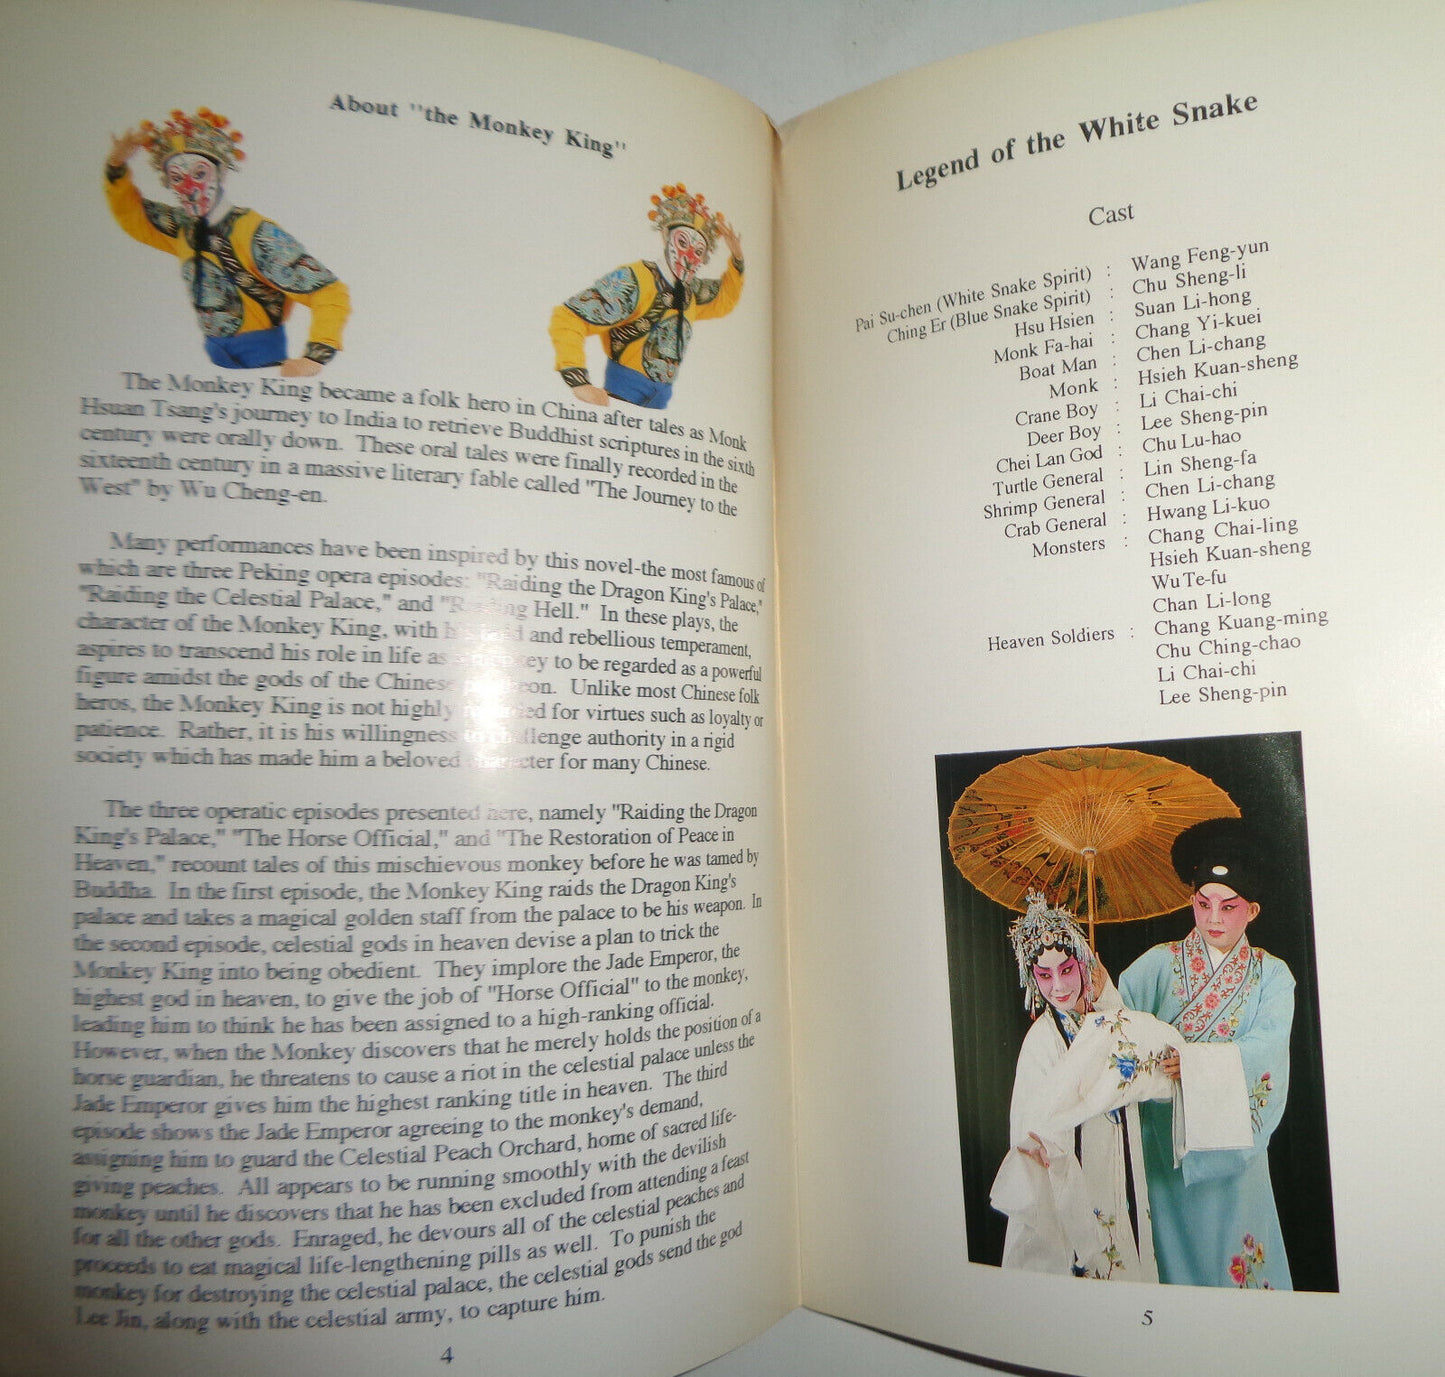 About "the Monkey King"
The Monkey King became a folk hero in China after tales as Monk
Hsuan Tsang's journey to India to retrieve Buddhist scriptures in the sixth
century were orally down. These oral tales were finally recorded in the
sixteenth century in a massive literary fable called "The Journey to the
West" by Wu Cheng-en.
Many performances have been inspired by this novel-the most famous of
which are three Peking opera episodes: "Raiding the Dragon King's Palace,"
"Raiding the Celestial Palace," and Hell." In these plays, the
character of the Monkey King, with and rebellious temperament,
aspires to transcend his role in life as to be regarded as a powerful
figure amidst the gods of the Chinese Unlike most Chinese folk
heros, the Monkey King is not highly for virtues such as loyalty or
patience. Rather, it is his willingness challenge authority in a rigid
society which has made him a beloved character for many Chinese.
The three operatic episodes presented here, namely "Raiding the Dragon
King's Palace," "The Horse Official," and "The Restoration of Peace in
Heaven," recount tales of this mischievous monkey before he was tamed by
Buddha. In the first episode, the Monkey King raids the Dragon King's
palace and takes a magical golden staff from the palace to be his weapon. In
the second episode, celestial gods in heaven devise a plan to trick the
Monkey King into being obedient. They implore the Jade Emperor, the
highest god in heaven, to give the job of "Horse Official" to the monkey,
leading him to think he has been assigned to a high-ranking official.
However, when the Monkey discovers that he merely holds the position of a
horse guardian, he threatens to cause a riot in the celestial palace unless the
Jade Emperor gives him the highest ranking title in heaven. The third
episode shows the Jade Emperor agreeing to the monkey's demand,
assigning him to guard the Celestial Peach Orchard, home of sacred life-
giving peaches. All appears to be running smoothly with the devilish
monkey until he discovers that he has been excluded from attending a feast
for all the other gods. Enraged, he devours all of the celestial peaches and
proceeds to eat magical life-lengthening pills as well. To punish the
monkey for destroying the celestial palace, the celestial gods send the god
Lee Jin, along with the celestial army, to capture him.
4
Legend of the White Snake
Cast
Pai Su-chen (White Snake Spirit) : Wang Feng-yun
Ching Er (Blue Snake Spirit) : Chu Sheng-li
Hsu Hsien : Suan Li-hong
Monk Fa-hai : Chang Yi-kuei
Boat Man : Chen Li-chang
Monk : Hsieh Kuan-sheng
Crane Boy : Li Chai-chi
Deer Boy : Lee Sheng-pin
Chei Lan God : Chu Lu-hao
Turtle General : Lin Sheng-fa
Shrimp General : Chen Li-chang
Crab General : Hwang Li-kuo
Monsters : Chang Chai-ling
Hsieh Kuan-sheng
Wu Te-fu
Chan Li-long
Heaven Soldiers : Chang Kuang-ming
Chu Ching-chao
Li Chai-chi
Lee Sheng-pin
5